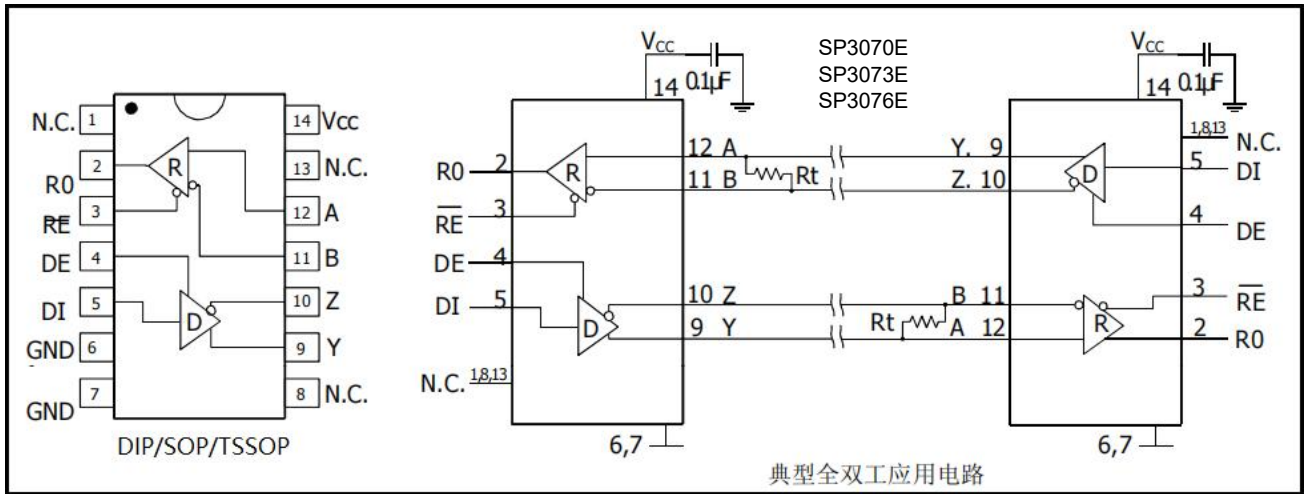 N.C. 1
R0 2
RE 3
DE 4
DI 5
GND 6
GND 7
14 Vcc
13 N.C.
12 A
11 B
10 Z
9 Y
8 N.C.
R
D
DIP/SOP/TSSOP
VCC
14 0.1μF
R0 2
RE 3
DE 4
DI 5
N.C. 1,8,13
R
D
12 A
11 B
10 Z
9 Y
6,7
Rt
Rt
SP3070E
SP3073E
SP3076E
VCC
14 0.1μF
Y. 9
Z. 10
B 11
A 12
D
R
1,8,13 N.C.
5 DI
4 DE
3 RE
2 R0
6,7
典型全双工应用电路